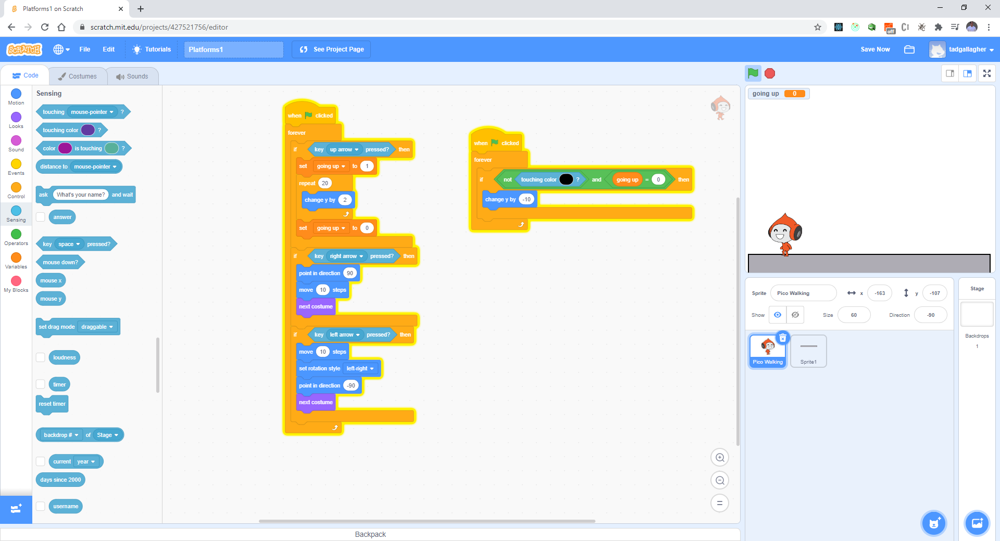 Platforms1 on Scratch
scratch.mit.edu/projects/427521756/editor
off
SCRATCH
File
Edit
Tutorials
Platforms1
See Project Page
Save Now
tadgallagher
Code
Costumes
Sounds
Motion
Looks
Sound
Events
Control
Sensing
Operators
Variables
My Blocks
Sensing
touching mouse-pointer ?
touching color ?
color is touching ?
distance to mouse-pointer
ask What's your name? and wait
answer
key space pressed?
mouse down?
mouse x
mouse y
set drag mode draggable
loudness
timer
reset timer
backdrop # of Stage
current year
days since 2000
username
when clicked
forever
if key up arrow pressed? then
set going up to 1
repeat 20
change y by 2
set going up to 0
if key right arrow pressed? then
point in direction 90
move 10 steps
next costume
if key left arrow pressed? then
move 10 steps
set rotation style left-right
point in direction -90
next costume
when clicked
forever
if not touching color ? and going up = 0 then
change y by -10
Backpack
going up 0
Sprite Pico Walking x -163 y -107
Show Size 60 Direction -90
Pico Walking
Sprite1
Stage
Backdrops
1